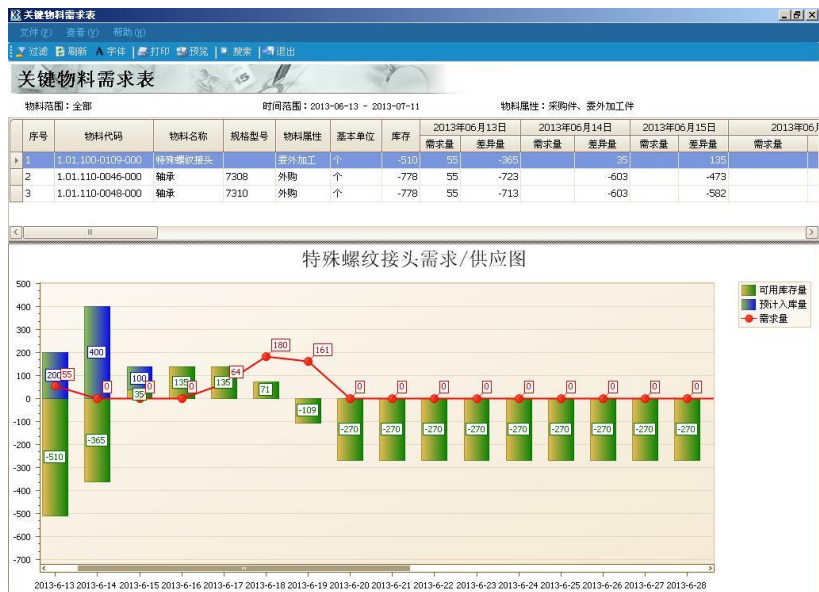 关键物料需求表
文件(F) 查看(V) 帮助(H)
过滤 刷新 A 字体 打印 预览 搜索 退出
关键物料需求表
物料范围：全部 时间范围：2013-06-13 - 2013-07-11 物料属性：采购件、委外加工件
序号 物料代码 物料名称 规格型号 物料属性 基本单位 库存 2013年06月13日 2013年06月14日 2013年06月15日 2013年06月
需求量 差异量 需求量 差异量 需求量 差异量 需求量
1 1.01.100-0109-000 特殊螺纹接头 委外加工 个 -510 55 -365 35 135
2 1.01.110-0046-000 轴承 7308 外购 个 -778 55 -723 -603 -473
3 1.01.110-0048-000 轴承 7310 外购 个 -778 55 -713 -603 -582
特殊螺纹接头需求/供应图
可用库存量
预计入库量
需求量
500
400
300
200
100
0
-100
-200
-300
-400
-500
-600
-700
200 55 400 0 100 0 35 135 0 135 64 71 180 161 0 0 0 0 0 0 0 0 0
-510 -365 -109 -270 -270 -270 -270 -270 -270 -270 -270 -270
2013-6-13 2013-6-14 2013-6-15 2013-6-16 2013-6-17 2013-6-18 2013-6-19 2013-6-20 2013-6-21 2013-6-22 2013-6-23 2013-6-24 2013-6-25 2013-6-26 2013-6-27 2013-6-28